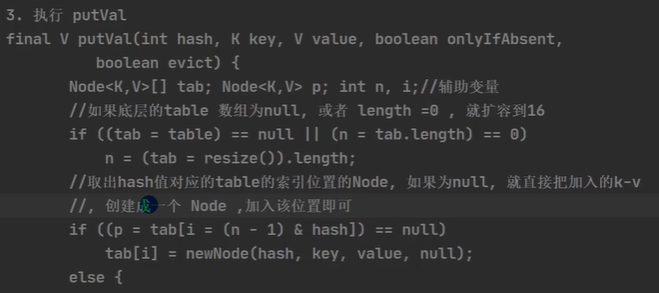 3. 执行 putVal
final V putVal(int hash, K key, V value, boolean onlyIfAbsent,
boolean evict) {
Node<K,V>[] tab; Node<K,V> p; int n, i;//辅助变量
//如果底层的table 数组为null, 或者 length =0 , 就扩容到16
if ((tab = table) == null || (n = tab.length) == 0)
n = (tab = resize()).length;
//取出hash值对应的table的索引位置的Node, 如果为null, 就直接把加入的k-v
//, 创建成一个 Node ,加入该位置即可
if ((p = tab[i = (n - 1) & hash]) == null)
tab[i] = newNode(hash, key, value, null);
else {